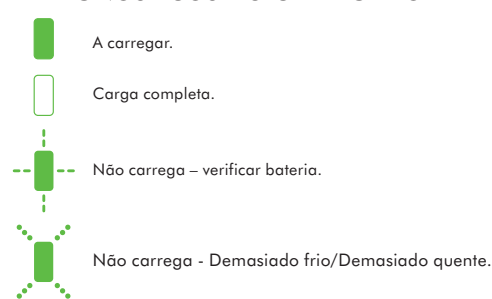 A carregar.
Carga completa.
Não carrega – verificar bateria.
Não carrega - Demasiado frio/Demasiado quente.